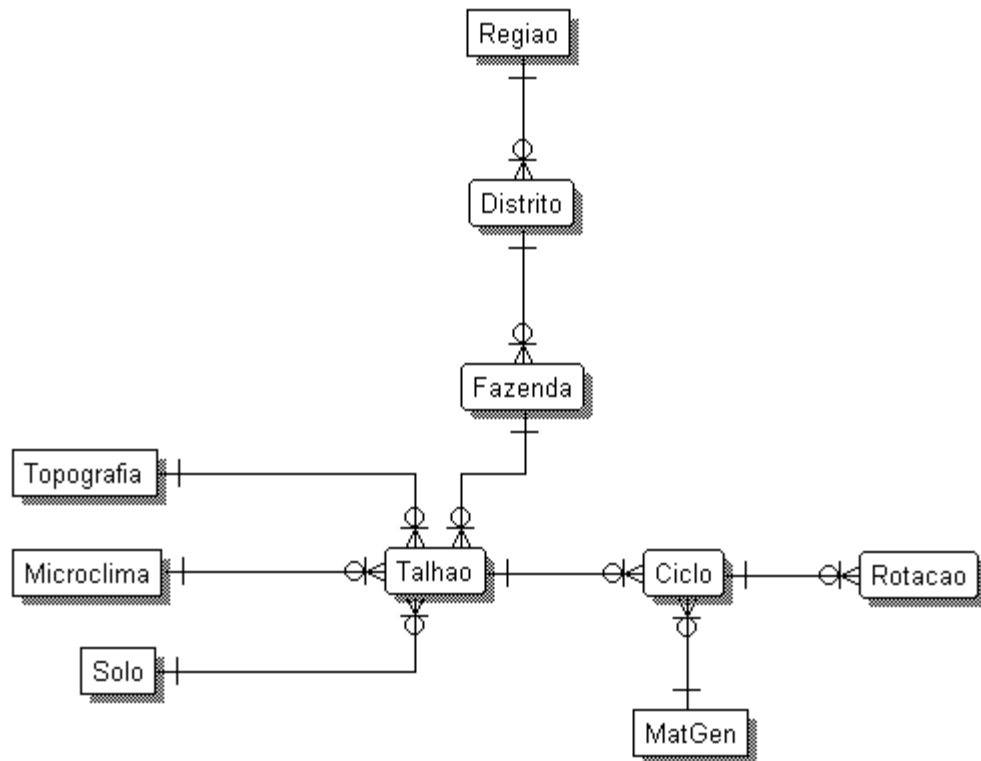 Regiao
Distrito
Fazenda
Topografia
Microclima
Talhao
Ciclo
Rotacao
Solo
MatGen